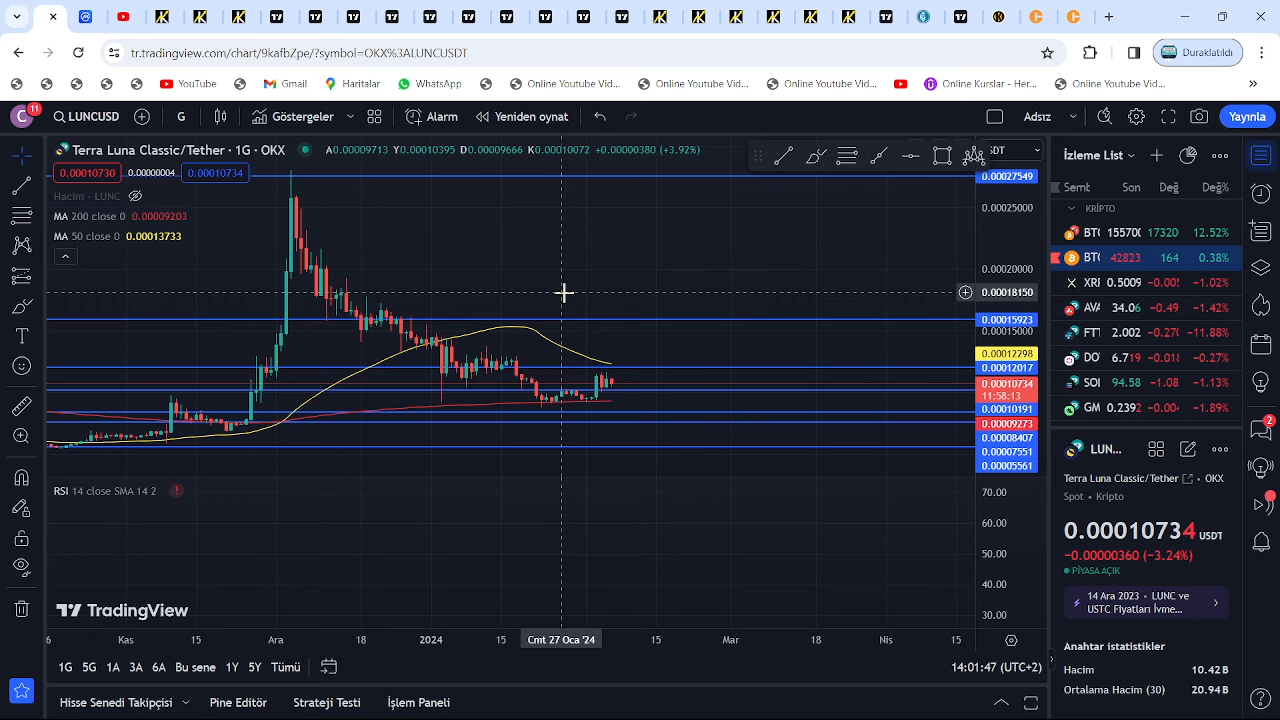 tr.tradingview.com/chart/9kafbZpe/?symbol=OKX%3ALUNCUSDT
Duraklatıldı
YouTube
Gmail
Haritalar
WhatsApp
Online Youtube Vid...
Online Youtube Vid...
Online Youtube Vid...
Online Kurslar - Her...
Online Youtube Vid...
C 11
LUNCUSD
G
Göstergeler
Alarm
Yeniden oynat
Adsız
Yayınla
Terra Luna Classic/Tether · 1G · OKX
A0.00009713 Y0.00010395 D0.00009666 K0.00010072 +0.00000380 (+3.92%)
0.00010730 0.00000004 0.00010734
Hacim · LUNC
MA 200 close 0 0.00009203
MA 50 close 0 0.00013733
0.00027549
0.00025000
0.00020000
0.00018150
0.00015923
0.00015000
0.00012298
0.00012017
0.00010734
11:58:13
0.00010191
0.00009273
0.00008407
0.00007551
0.00005561
RSI 14 close SMA 14 2
70.00
60.00
50.00
40.00
30.00
TradingView
6 Kas 15 Ara 18 2024 15 Cmt 27 Oca '24 15 Mar 18 Nis 15
1G 5G 1A 3A 6A Bu sene 1Y 5Y Tümü
14:01:47 (UTC+2)
Hisse Senedi Takipçisi
Pine Editör
Strateji Testi
İşlem Paneli
İzleme List
Semb Son Değ Değ%
KRİPTO
42823 164 0.38%
0.5009 −1.02%
34.06 −0.49 −1.42%
2.002 −11.88%
−0.27%
94.58 −1.08 −1.13%
−1.89%
LUN...
Terra Luna Classic/Tether OKX
Spot • Kripto
0.00010734 USDT
−0.00000360 (−3.24%)
PİYASA AÇIK
14 Ara 2023 • LUNC ve
USTC Fiyatları İvme...
Anahtar istatistikler
Hacim 10.42B
Ortalama Hacim (30) 20.94B
2